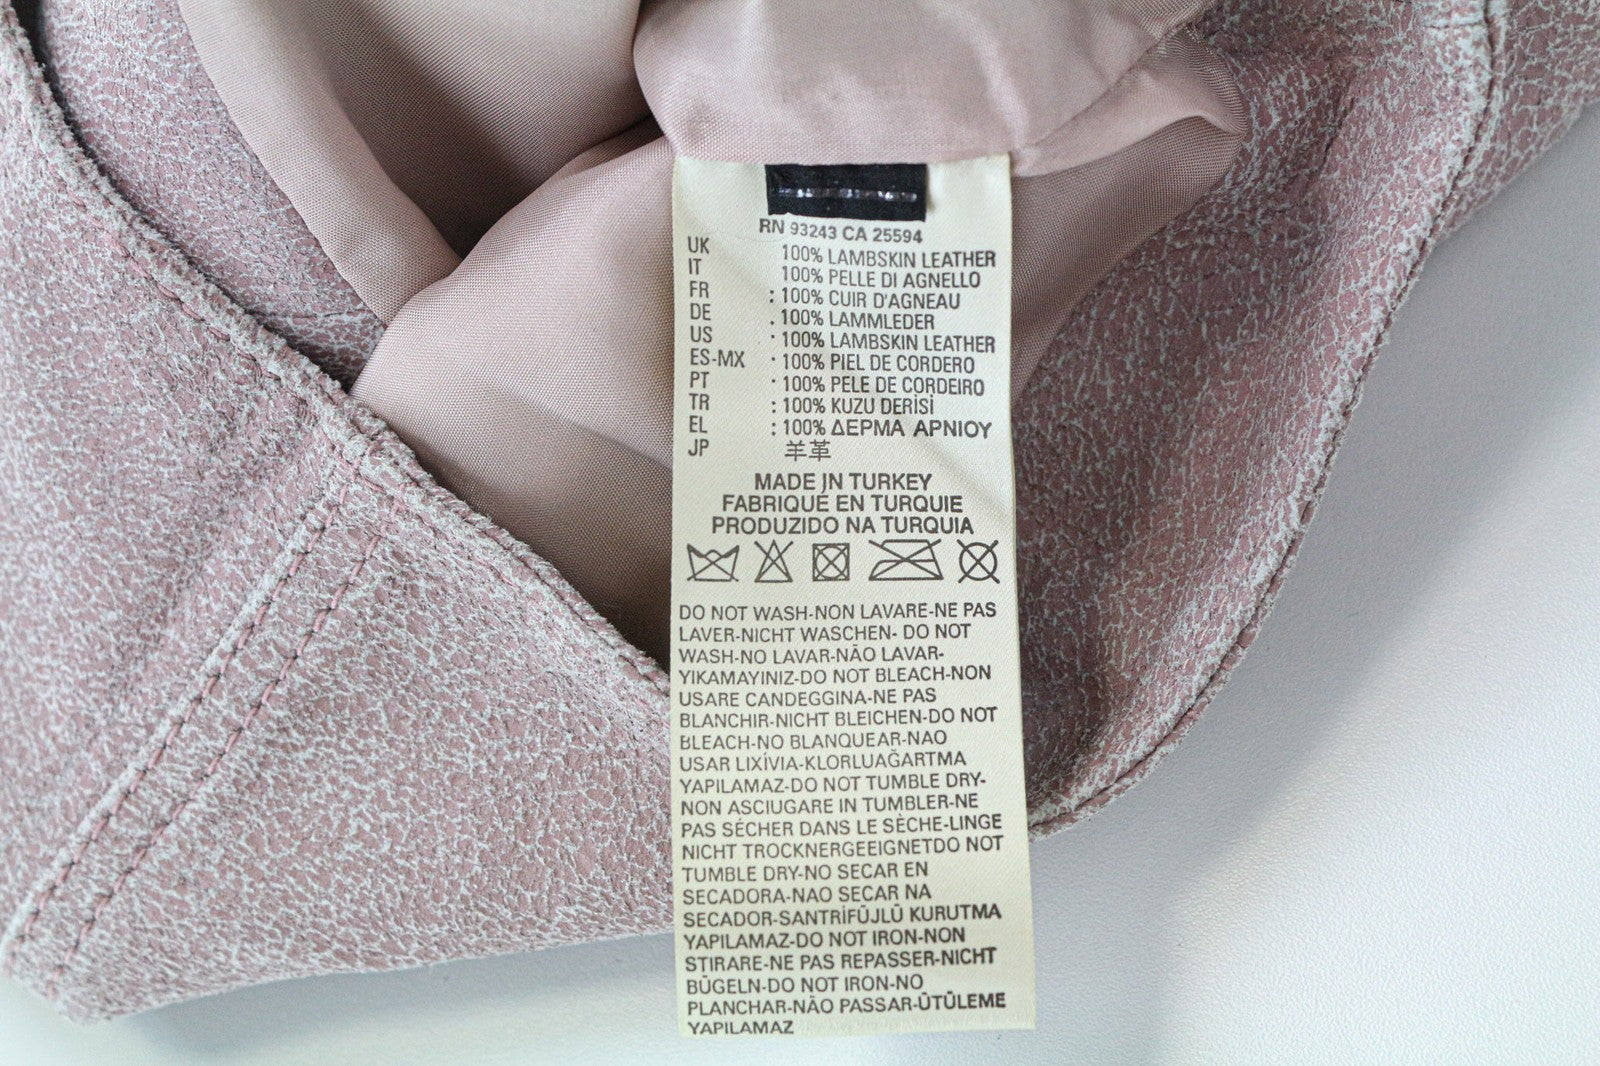 RN 93243 CA 25594
UK 100% LAMBSKIN LEATHER
IT 100% PELLE DI AGNELLO
FR : 100% CUIR D'AGNEAU
DE . 100% LAMMLEDER
US : 100% LAMBSKIN LEATHER
ES-MX · 100% PIEL DE CORDERO
PT · 100% PELE DE CORDEIRO
TR : 100% KUZU DERİSİ
EL : 100% ΔΕΡΜΑ ΑΡΝΙΟΥ
JP 羊革
MADE IN TURKEY
FABRIQUÉ EN TURQUIE
PRODUZIDO NA TURQUIA
DO NOT WASH-NON LAVARE-NE PAS
LAVER-NICHT WASCHEN- DO NOT
WASH-NO LAVAR-NÃO LAVAR-
YIKAMAYINIZ-DO NOT BLEACH-NON
USARE CANDEGGINA-NE PAS
BLANCHIR-NICHT BLEICHEN-DO NOT
BLEACH-NO BLANQUEAR-NAO
USAR LIXÍVIA-KLORLUAĞARTMA
YAPILAMAZ-DO NOT TUMBLE DRY-
NON ASCIUGARE IN TUMBLER-NE
PAS SÉCHER DANS LE SÈCHE-LINGE
NICHT TROCKNERGEEIGNETDO NOT
TUMBLE DRY-NO SECAR EN
SECADORA-NAO SECAR NA
SECADOR-SANTRİFÜJLÜ KURUTMA
YAPILAMAZ-DO NOT IRON-NON
STIRARE-NE PAS REPASSER-NICHT
BÜGELN-DO NOT IRON-NO
PLANCHAR-NÃO PASSAR-ÜTÜLEME
YAPILAMAZ